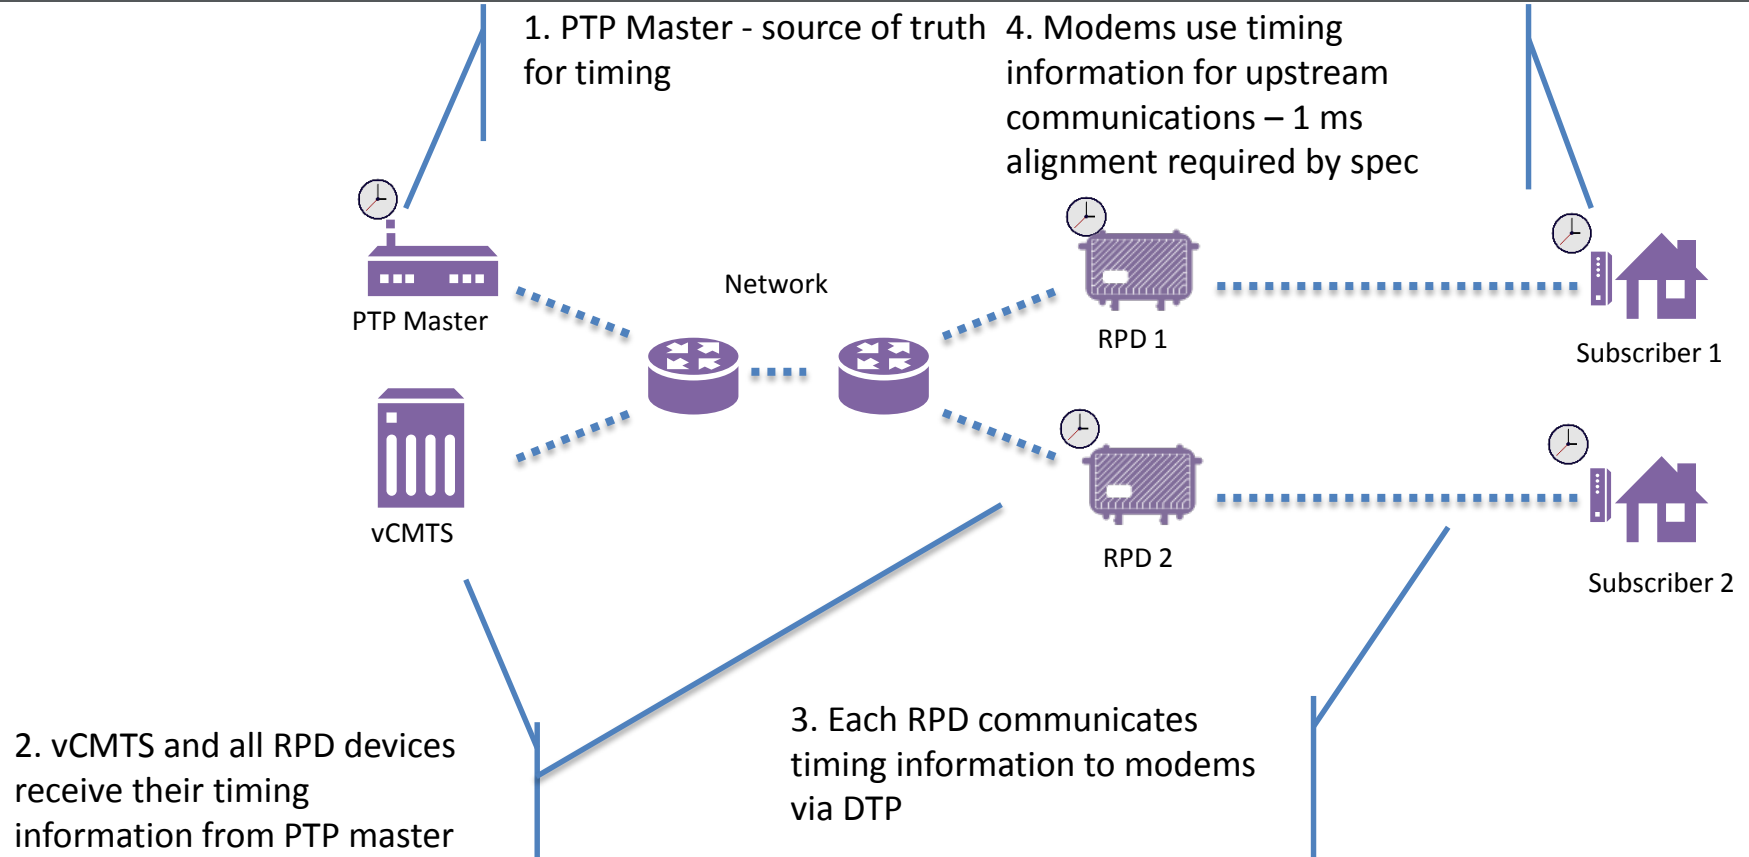 1. PTP Master - source of truth
for timing
4. Modems use timing
information for upstream
communications – 1 ms
alignment required by spec
Network
PTP Master
RPD 1
Subscriber 1
vCMTS
RPD 2
Subscriber 2
2. vCMTS and all RPD devices
receive their timing
information from PTP master
3. Each RPD communicates
timing information to modems
via DTP